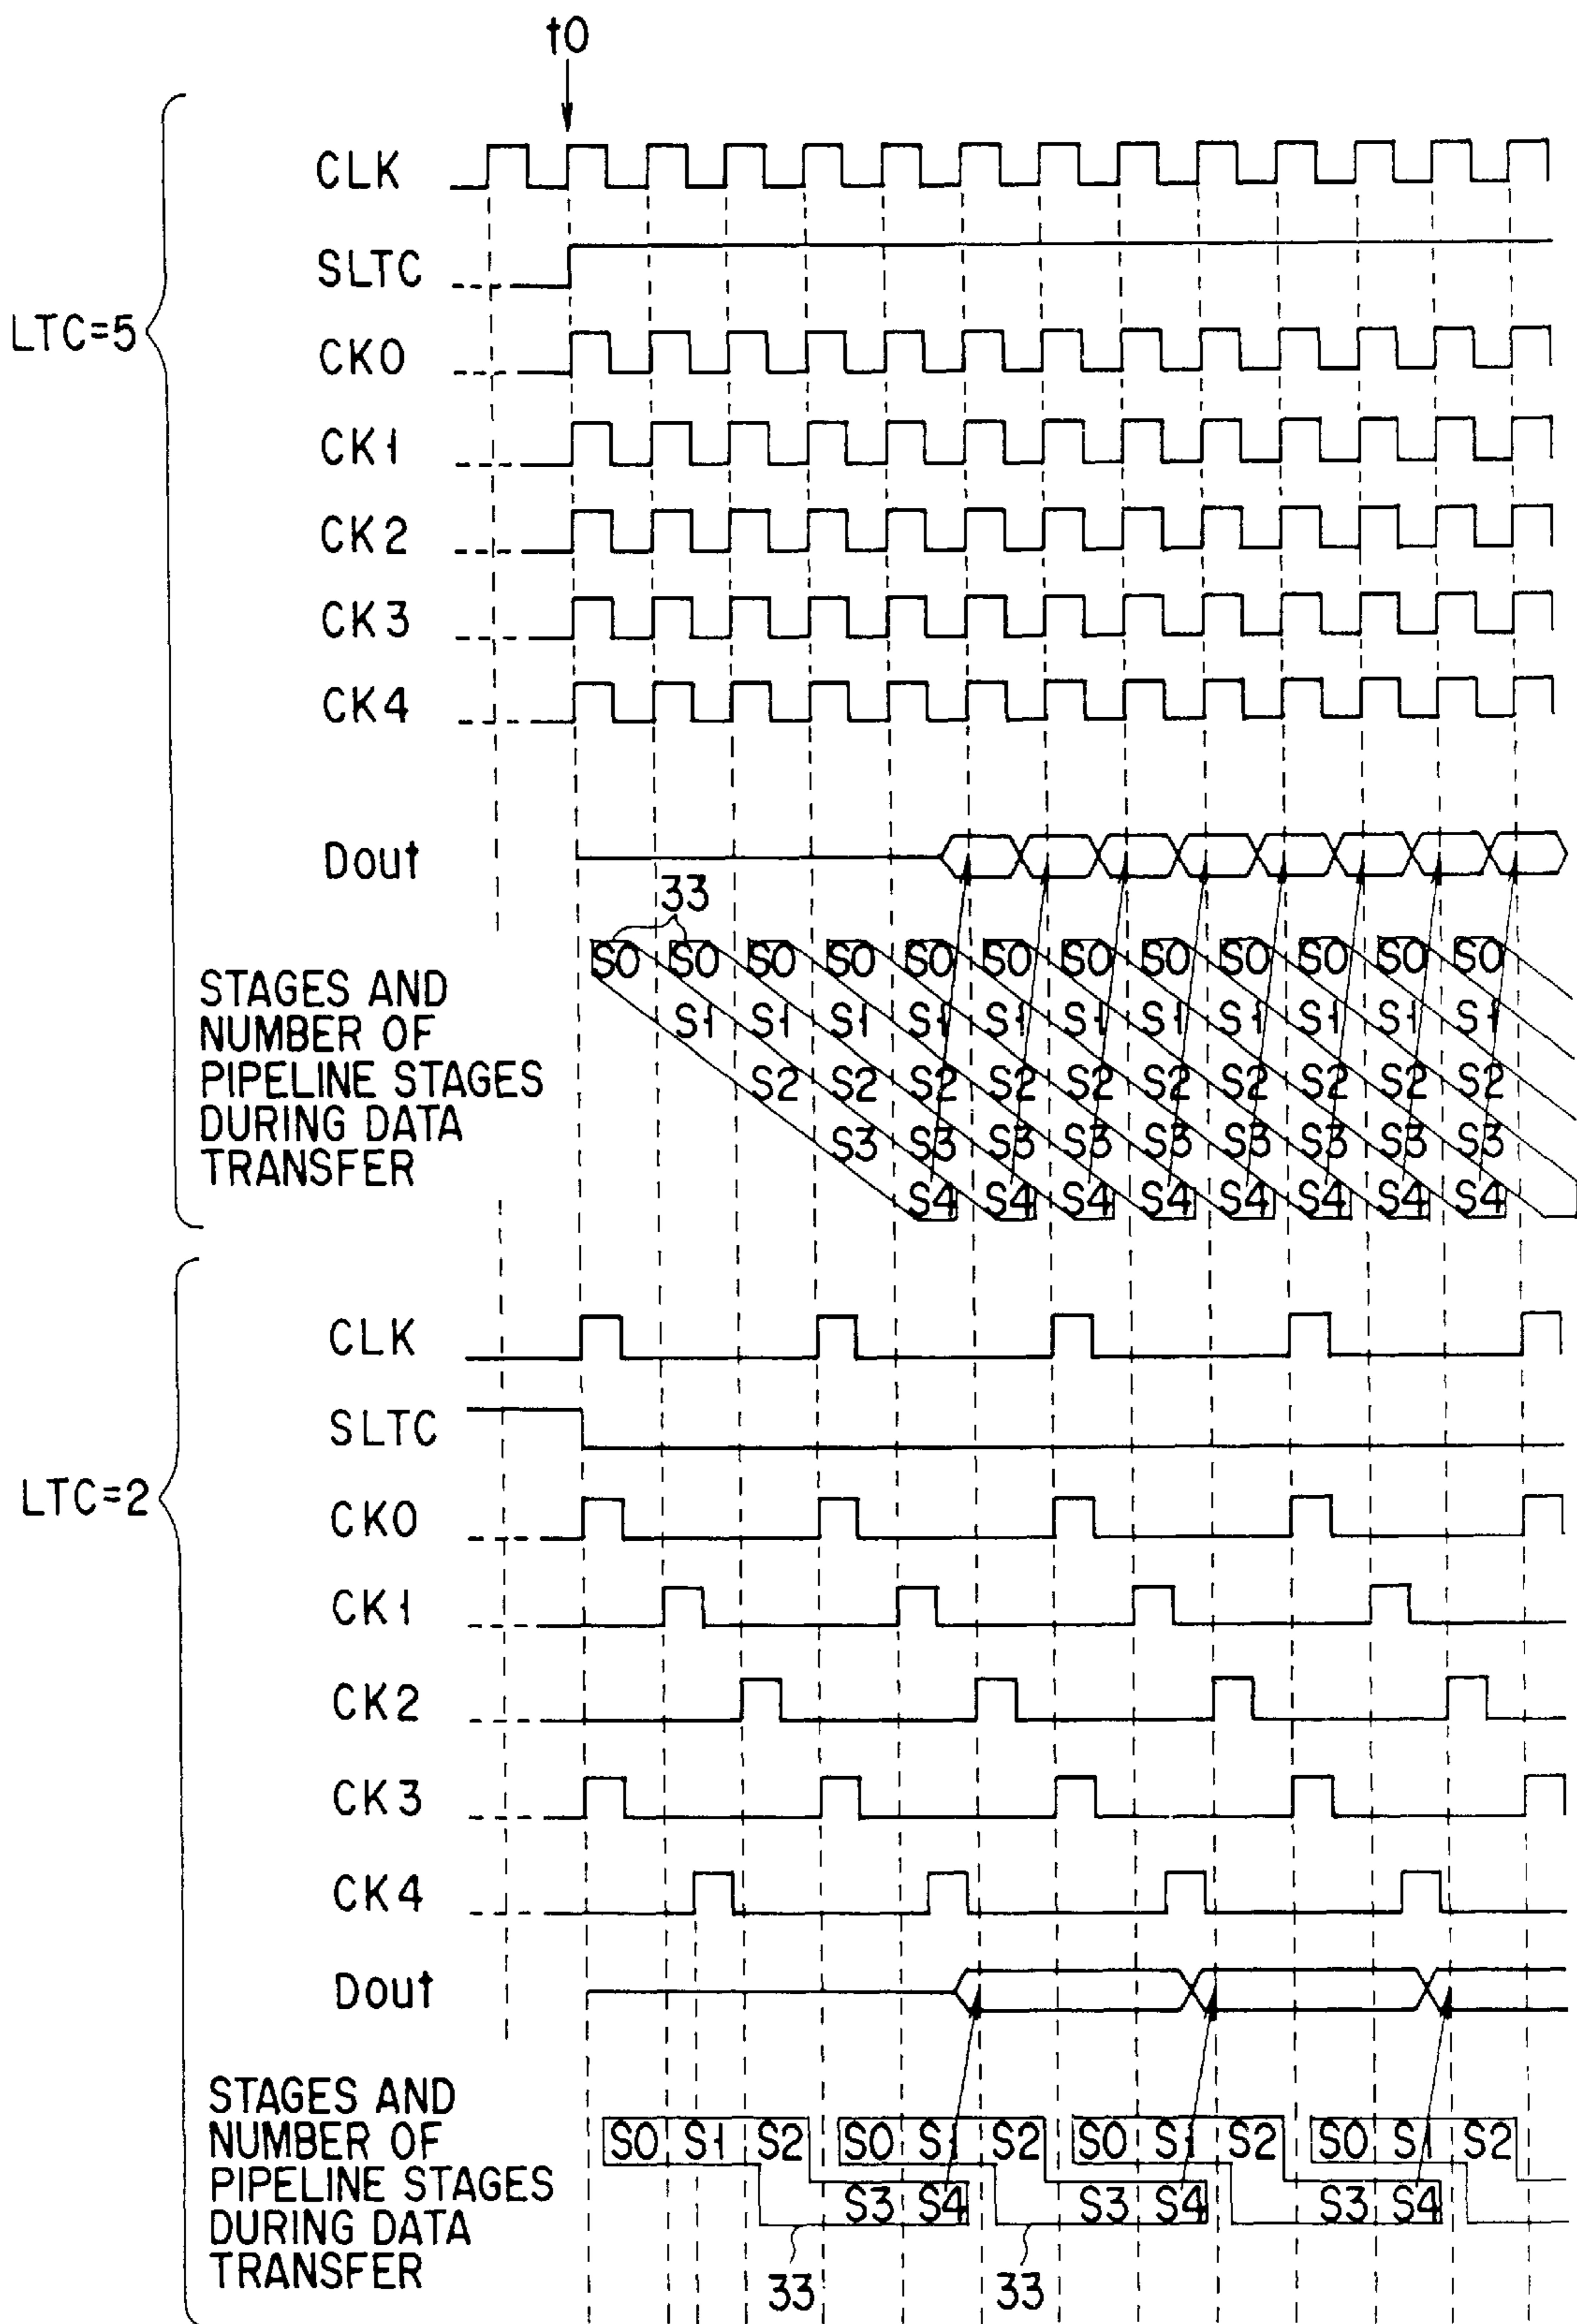 t0
CLK
SLTC
LTC=5
CK0
CK1
CK2
CK3
CK4
Dout
33
S0 S0 S0 S0 S0 S0 S0 S0 S0 S0 S0 S0
S1 S1 S1 S1 S1 S1 S1 S1 S1 S1 S1
S2 S2 S2 S2 S2 S2 S2 S2 S2 S2
S3 S3 S3 S3 S3 S3 S3 S3 S3
S4 S4 S4 S4 S4 S4 S4 S4
STAGES AND
NUMBER OF
PIPELINE STAGES
DURING DATA
TRANSFER
CLK
SLTC
LTC=2
CK0
CK1
CK2
CK3
CK4
Dout
STAGES AND
NUMBER OF
PIPELINE STAGES
DURING DATA
TRANSFER
S0 S1 S2 S0 S1 S2 S0 S1 S2 S0 S1 S2
S3 S4 S3 S4 S3 S4
33 33